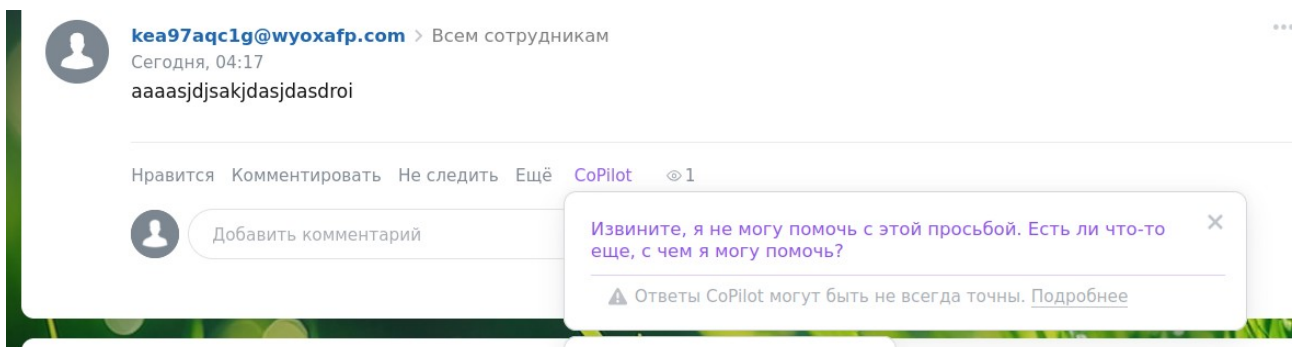 kea97aqc1g@wyoxafp.com > Всем сотрудникам
Сегодня, 04:17
aaaasjdjsakjdasjdasdroi
Нравится Комментировать Не следить Ещё CoPilot 1
Добавить комментарий
Извините, я не могу помочь с этой просьбой. Есть ли что-то
еще, с чем я могу помочь?
Ответы CoPilot могут быть не всегда точны. Подробнее